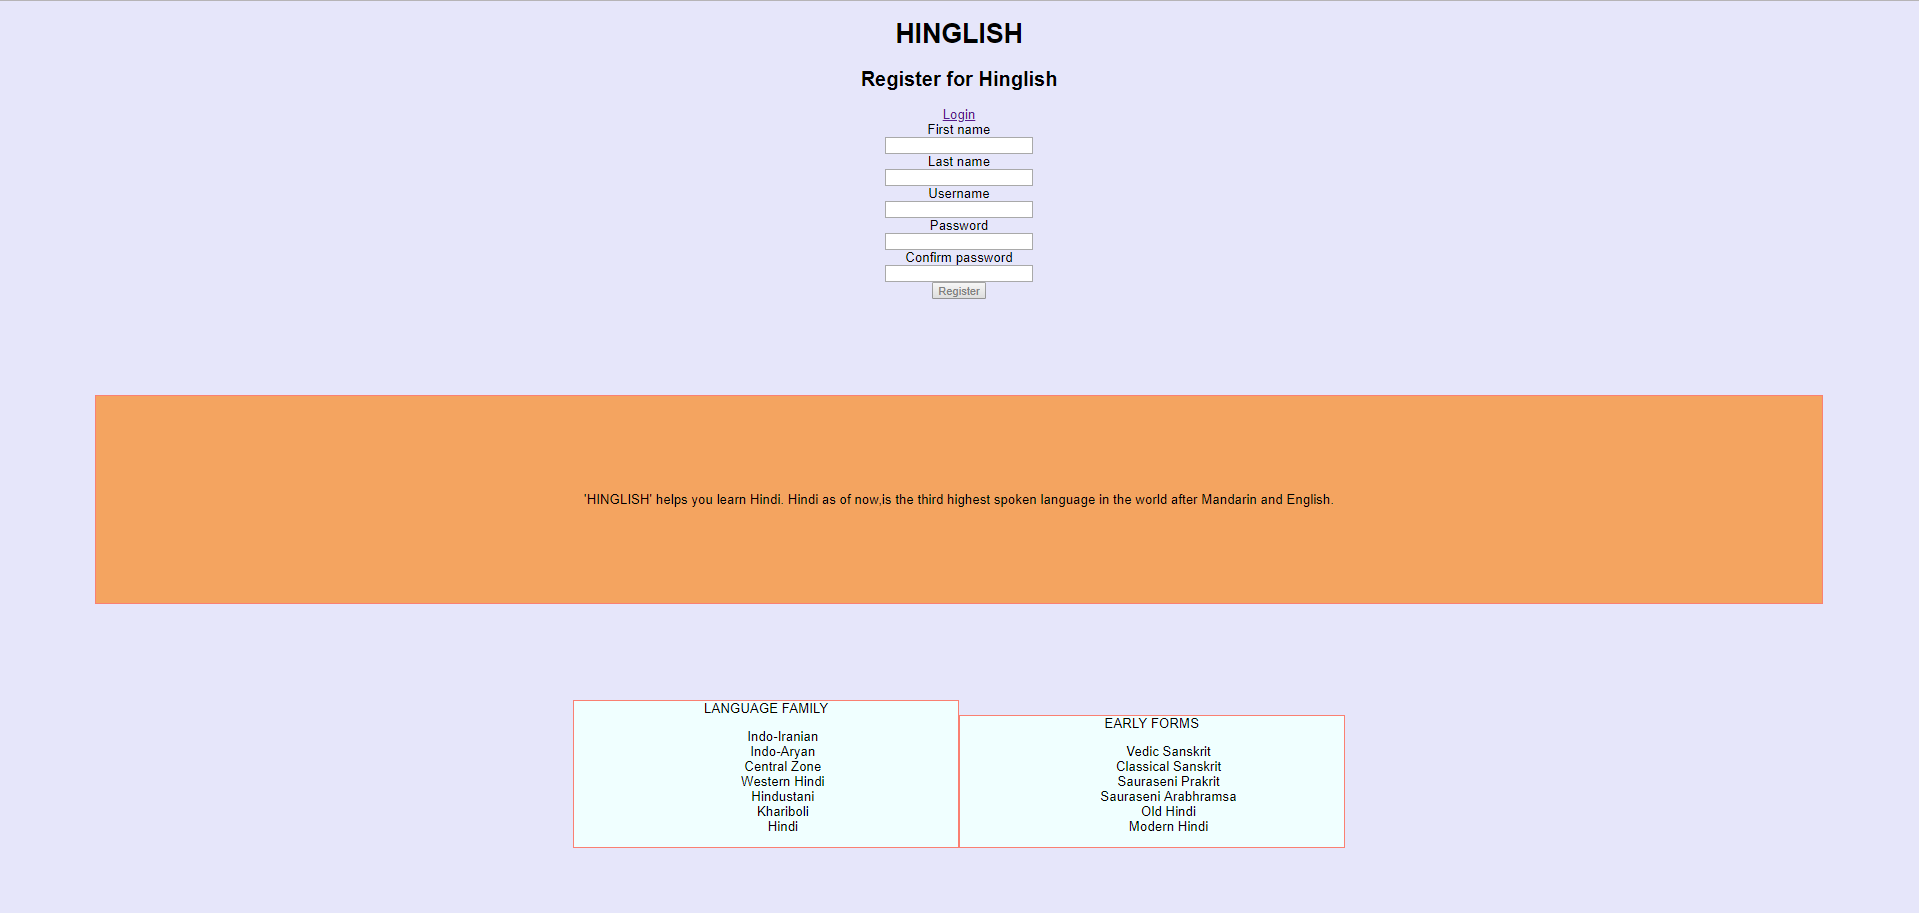 HINGLISH
Register for Hinglish
Login
First name
Last name
Username
Password
Confirm password
Register
'HINGLISH' helps you learn Hindi. Hindi as of now,is the third highest spoken language in the world after Mandarin and English.
LANGUAGE FAMILY
Indo-Iranian
Indo-Aryan
Central Zone
Western Hindi
Hindustani
Khariboli
Hindi
EARLY FORMS
Vedic Sanskrit
Classical Sanskrit
Sauraseni Prakrit
Sauraseni Arabhramsa
Old Hindi
Modern Hindi